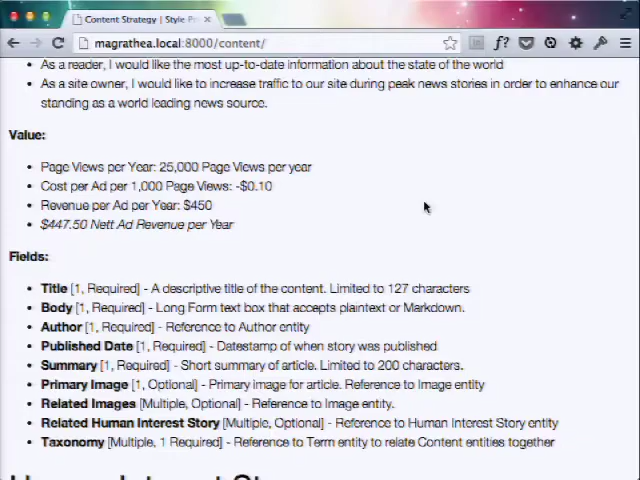 Content Strategy | Style Pr
magrathea.local:8000/content/
f?
As a reader, I would like the most up-to-date information about the state of the world
As a site owner, I would like to increase traffic to our site during peak news stories in order to enhance our
standing as a world leading news source.
Value:
Page Views per Year: 25,000 Page Views per year
Cost per Ad per 1,000 Page Views: -$0.10
Revenue per Ad per Year: $450
$447.50 Nett Ad Revenue per Year
Fields:
Title [1, Required] - A descriptive title of the content. Limited to 127 characters
Body [1, Required] - Long Form text box that accepts plaintext or Markdown.
Author [1, Required] - Reference to Author entity
Published Date [1, Required] - Datestamp of when story was published
Summary [1, Required] - Short summary of article. Limited to 200 characters.
Primary Image [1, Optional] - Primary image for article. Reference to Image entity
Related Images [Multiple, Optional] - Reference to Image entity.
Related Human Interest Story [Multiple, Optional] - Reference to Human Interest Story entity
Taxonomy [Multiple, 1 Required] - Reference to Term entity to relate Content entities together